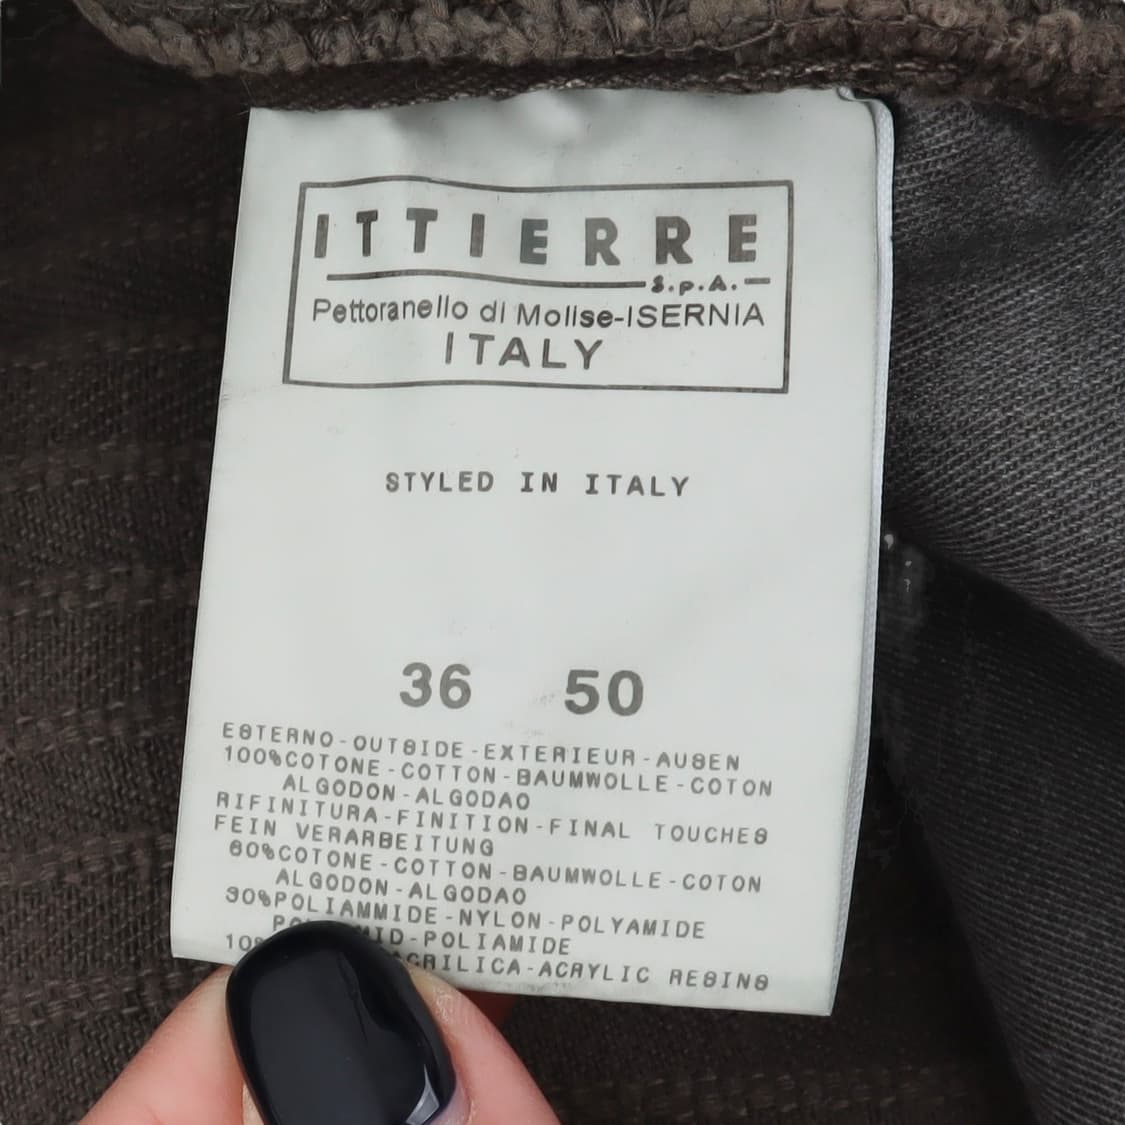 ITTIERRE
S.p.A.
Pettoranello di Molise-ISERNIA
ITALY
STYLED IN ITALY
36 50
ESTERNO-OUTSIDE-EXTERIEUR-AUSEN
100%COTONE-COTTON-BAUMWOLLE-COTON
ALGODON-ALGODAO
RIFINITURA-FINITION-FINAL TOUCHES
FEIN VERARBEITUNG
60%COTONE-COTTON-BAUMWOLLE-COTON
ALGODON-ALGODAO
30%POLIAMMIDE-NYLON-POLYAMIDE
-POLIAMIDE
ACRILICA-ACRYLIC RESINS